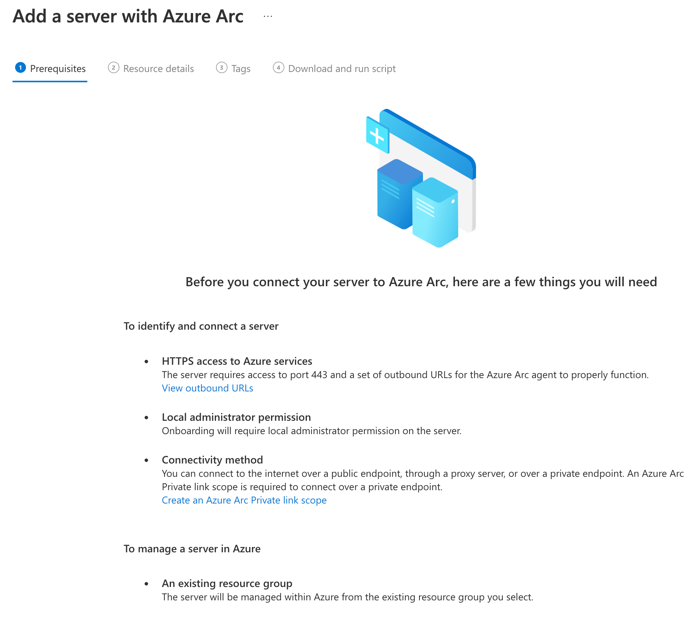 Add a server with Azure Arc ...
1 Prerequisites 2 Resource details 3 Tags 4 Download and run script
Before you connect your server to Azure Arc, here are a few things you will need
To identify and connect a server
• HTTPS access to Azure services
The server requires access to port 443 and a set of outbound URLs for the Azure Arc agent to properly function.
View outbound URLs
• Local administrator permission
Onboarding will require local administrator permission on the server.
• Connectivity method
You can connect to the internet over a public endpoint, through a proxy server, or over a private endpoint. An Azure Arc
Private link scope is required to connect over a private endpoint.
Create an Azure Arc Private link scope
To manage a server in Azure
• An existing resource group
The server will be managed within Azure from the existing resource group you select.